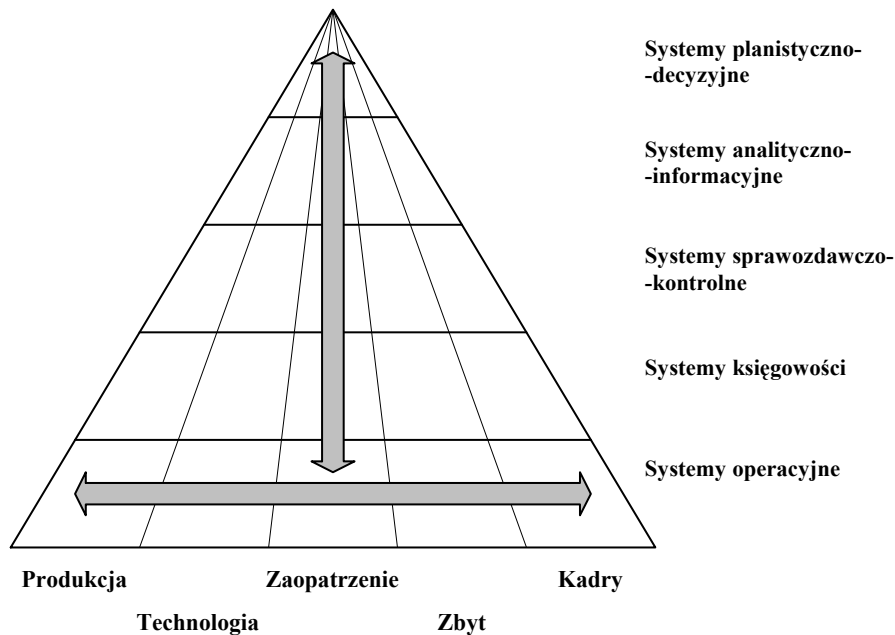 Systemy planistyczno-
-decyzyjne
Systemy analityczno-
-informacyjne
Systemy sprawozdawczo-
-kontrolne
Systemy księgowości
Systemy operacyjne
Produkcja
Zaopatrzenie
Kadry
Technologia
Zbyt